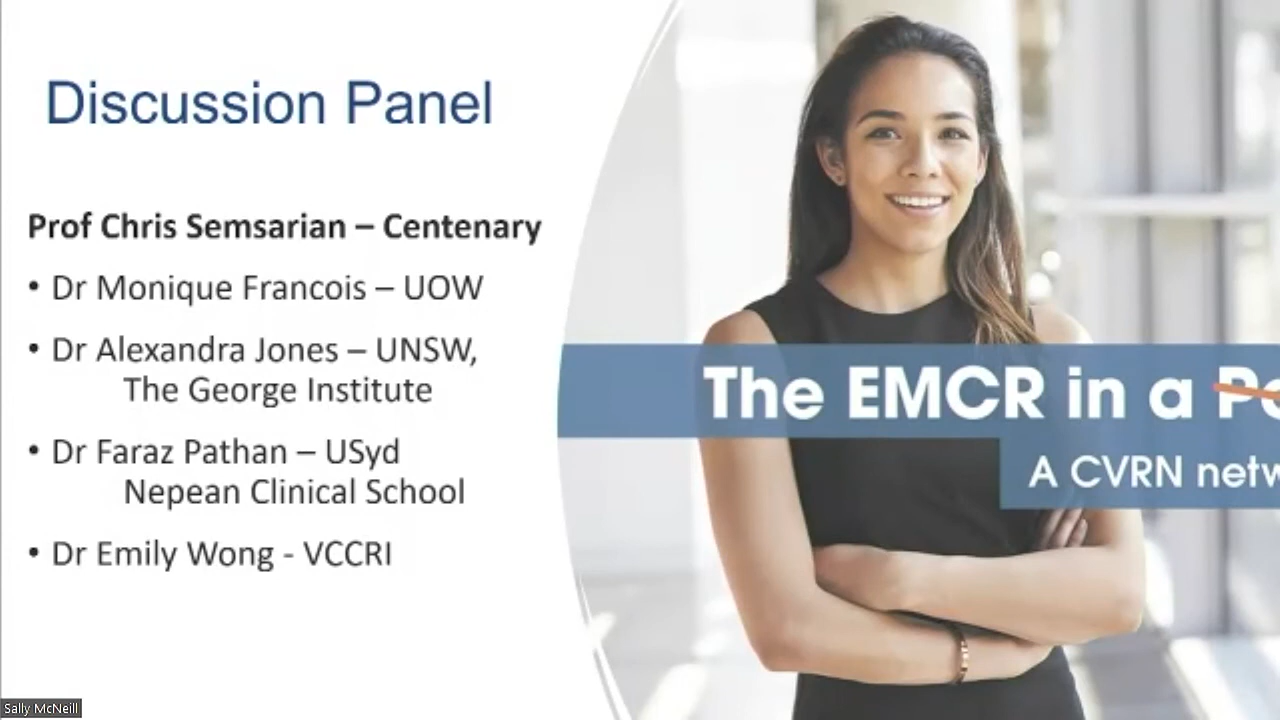 Discussion Panel
Prof Chris Semsarian – Centenary
• Dr Monique Francois – UOW
• Dr Alexandra Jones – UNSW,
The George Institute
• Dr Faraz Pathan – USyd
Nepean Clinical School
• Dr Emily Wong - VCCRI
The EMCR in a
A CVRN
Sally McNeill